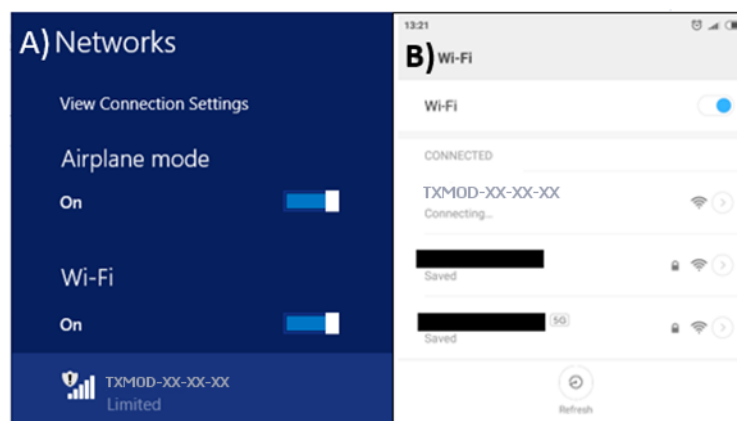 A) Networks
View Connection Settings
Airplane mode
On
Wi-Fi
On
TXMOD-XX-XX-XX
Limited
13:21
B) Wi-Fi
Wi-Fi
CONNECTED
TXMOD-XX-XX-XX
Connecting...
Saved
5G
Saved
Refresh